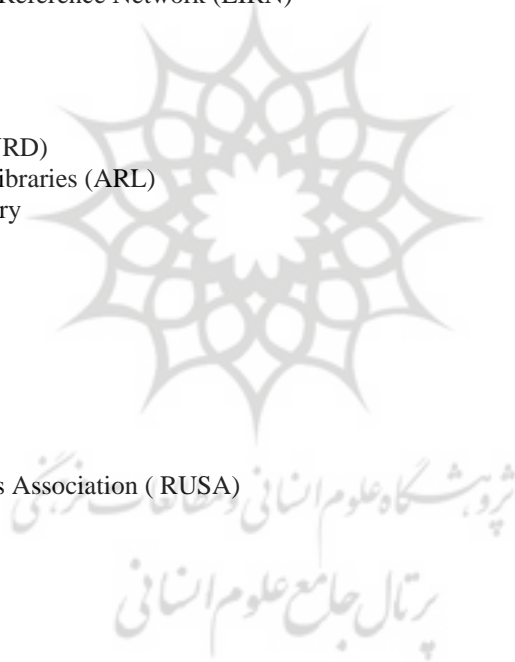 Reference Network (EIRN)
RD)
ibraries (ARL)
ry
s Association ( RUSA)
پژوهشگاه علوم انسانی و مطالعات فرهنگی
پرتال جامع علوم انسانی